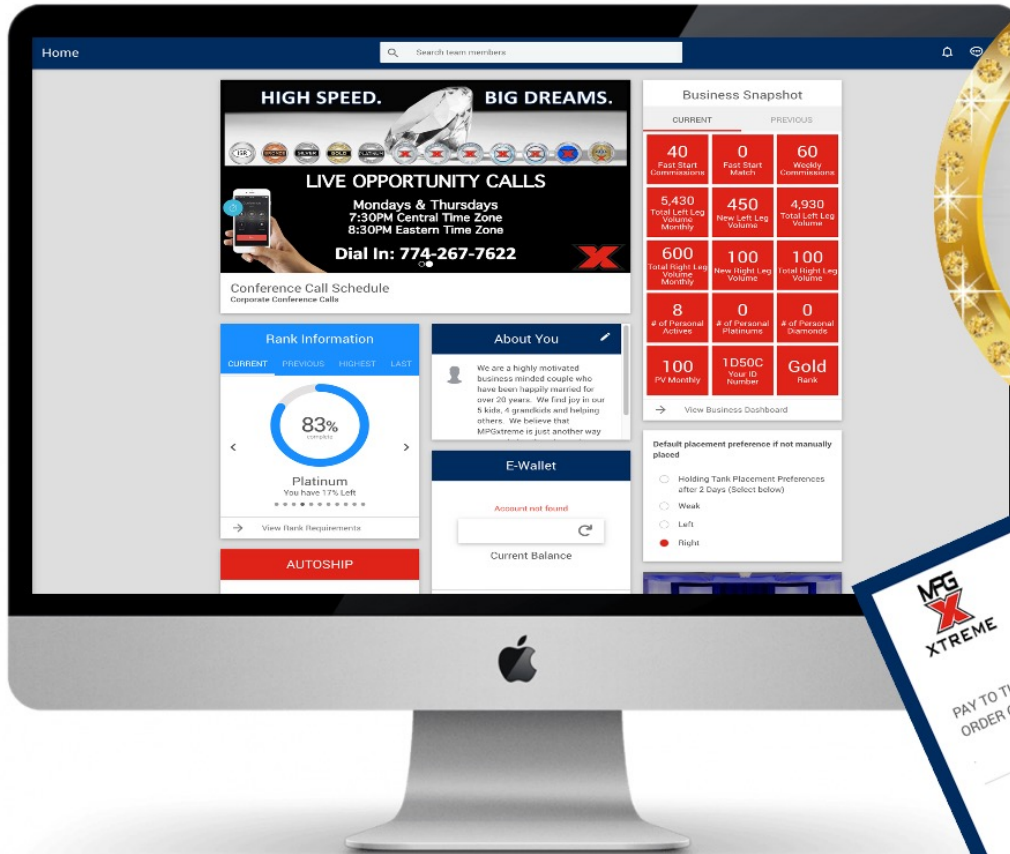 Home
Search team members
HIGH SPEED. BIG DREAMS.
ISR BRONZE SILVER GOLD PLATINUM
LIVE OPPORTUNITY CALLS
Mondays & Thursdays
7:30PM Central Time Zone
8:30PM Eastern Time Zone
Dial In: 774-267-7622
X
Conference Call Schedule
Corporate Conference Calls
Business Snapshot
CURRENT PREVIOUS
40
Fast Start
Commissions
0
Fast Start
Match
60
Weekly
Commissions
5,430
Total Left Leg
Volume
Monthly
450
New Left Leg
Volume
4,930
Total Left Leg
Volume
600
Total Right Leg
Volume
Monthly
100
New Right Leg
Volume
100
Total Right Leg
Volume
8
# of Personal
Actives
0
# of Personal
Platinums
0
# of Personal
Diamonds
100
PV Monthly
1D50C
Your ID
Number
Gold
Rank
View Business Dashboard
Rank Information
CURRENT PREVIOUS HIGHEST LAST
83%
complete
Platinum
You have 17% Left
View Rank Requirements
AUTOSHIP
About You
We are a highly motivated
business minded couple who
have been happily married for
over 20 years. We find joy in our
5 kids, 4 grandkids and helping
others. We believe that
MPGxtreme is just another way
E-Wallet
Account not found
Current Balance
Default placement preference if not manually
placed
Holding Tank Placement Preferences
after 2 Days (Select below)
Weak
Left
Right
MPG
X
XTREME
PAY TO TH
ORDER O